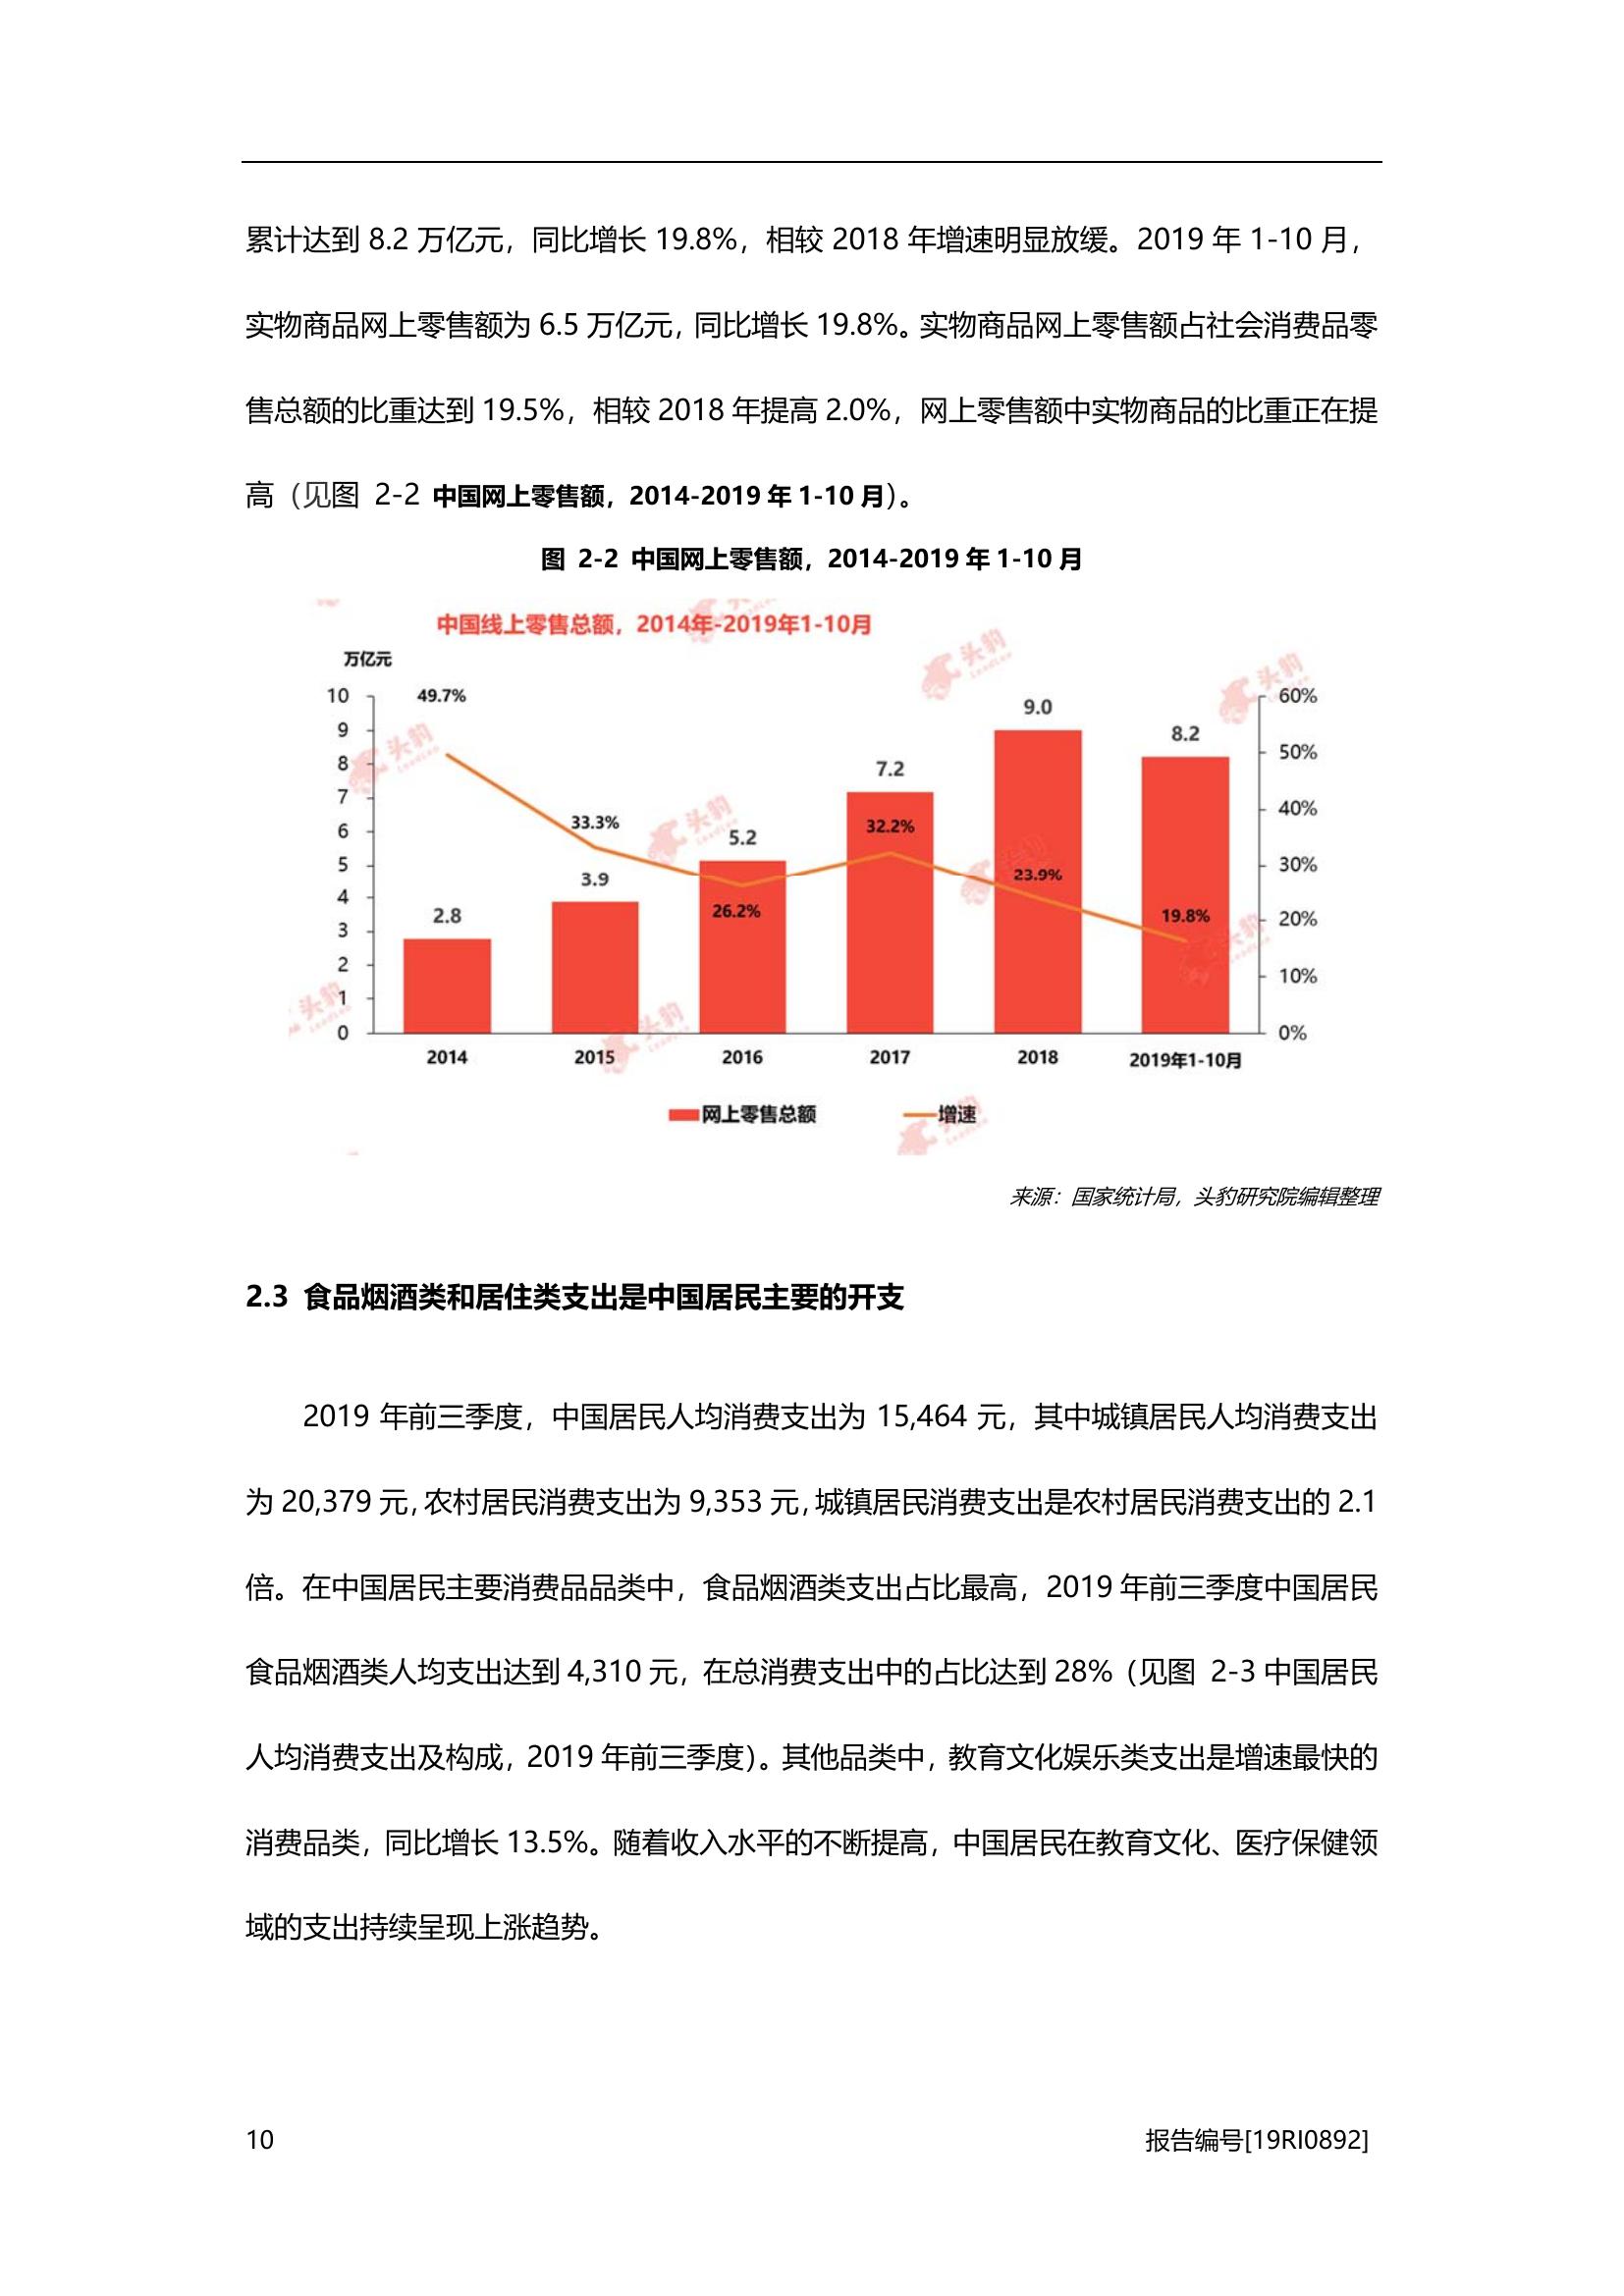 累计达到 8.2 万亿元，同比增长 19.8%，相较 2018 年增速明显放缓。2019 年 1-10 月，
实物商品网上零售额为 6.5 万亿元，同比增长 19.8%。实物商品网上零售额占社会消费品零
售总额的比重达到 19.5%，相较 2018 年提高 2.0%，网上零售额中实物商品的比重正在提
高（见图 2-2 中国网上零售额，2014-2019 年 1-10 月）。
图 2-2 中国网上零售额，2014-2019 年 1-10 月
中国线上零售总额，2014年-2019年1-10月
万亿元
10
9
8
7
6
5
4
3
2
1
0
49.7%
33.3%
26.2%
32.2%
23.9%
19.8%
2.8
3.9
5.2
7.2
9.0
8.2
60%
50%
40%
30%
20%
10%
0%
2014
2015
2016
2017
2018
2019年1-10月
网上零售总额
增速
头豹
LeadLeo
来源：国家统计局，头豹研究院编辑整理
2.3 食品烟酒类和居住类支出是中国居民主要的开支
2019 年前三季度，中国居民人均消费支出为 15,464 元，其中城镇居民人均消费支出
为 20,379 元，农村居民消费支出为 9,353 元，城镇居民消费支出是农村居民消费支出的 2.1
倍。在中国居民主要消费品品类中，食品烟酒类支出占比最高，2019 年前三季度中国居民
食品烟酒类人均支出达到 4,310 元，在总消费支出中的占比达到 28%（见图 2-3 中国居民
人均消费支出及构成，2019 年前三季度）。其他品类中，教育文化娱乐类支出是增速最快的
消费品类，同比增长 13.5%。随着收入水平的不断提高，中国居民在教育文化、医疗保健领
域的支出持续呈现上涨趋势。
10
报告编号[19RI0892]